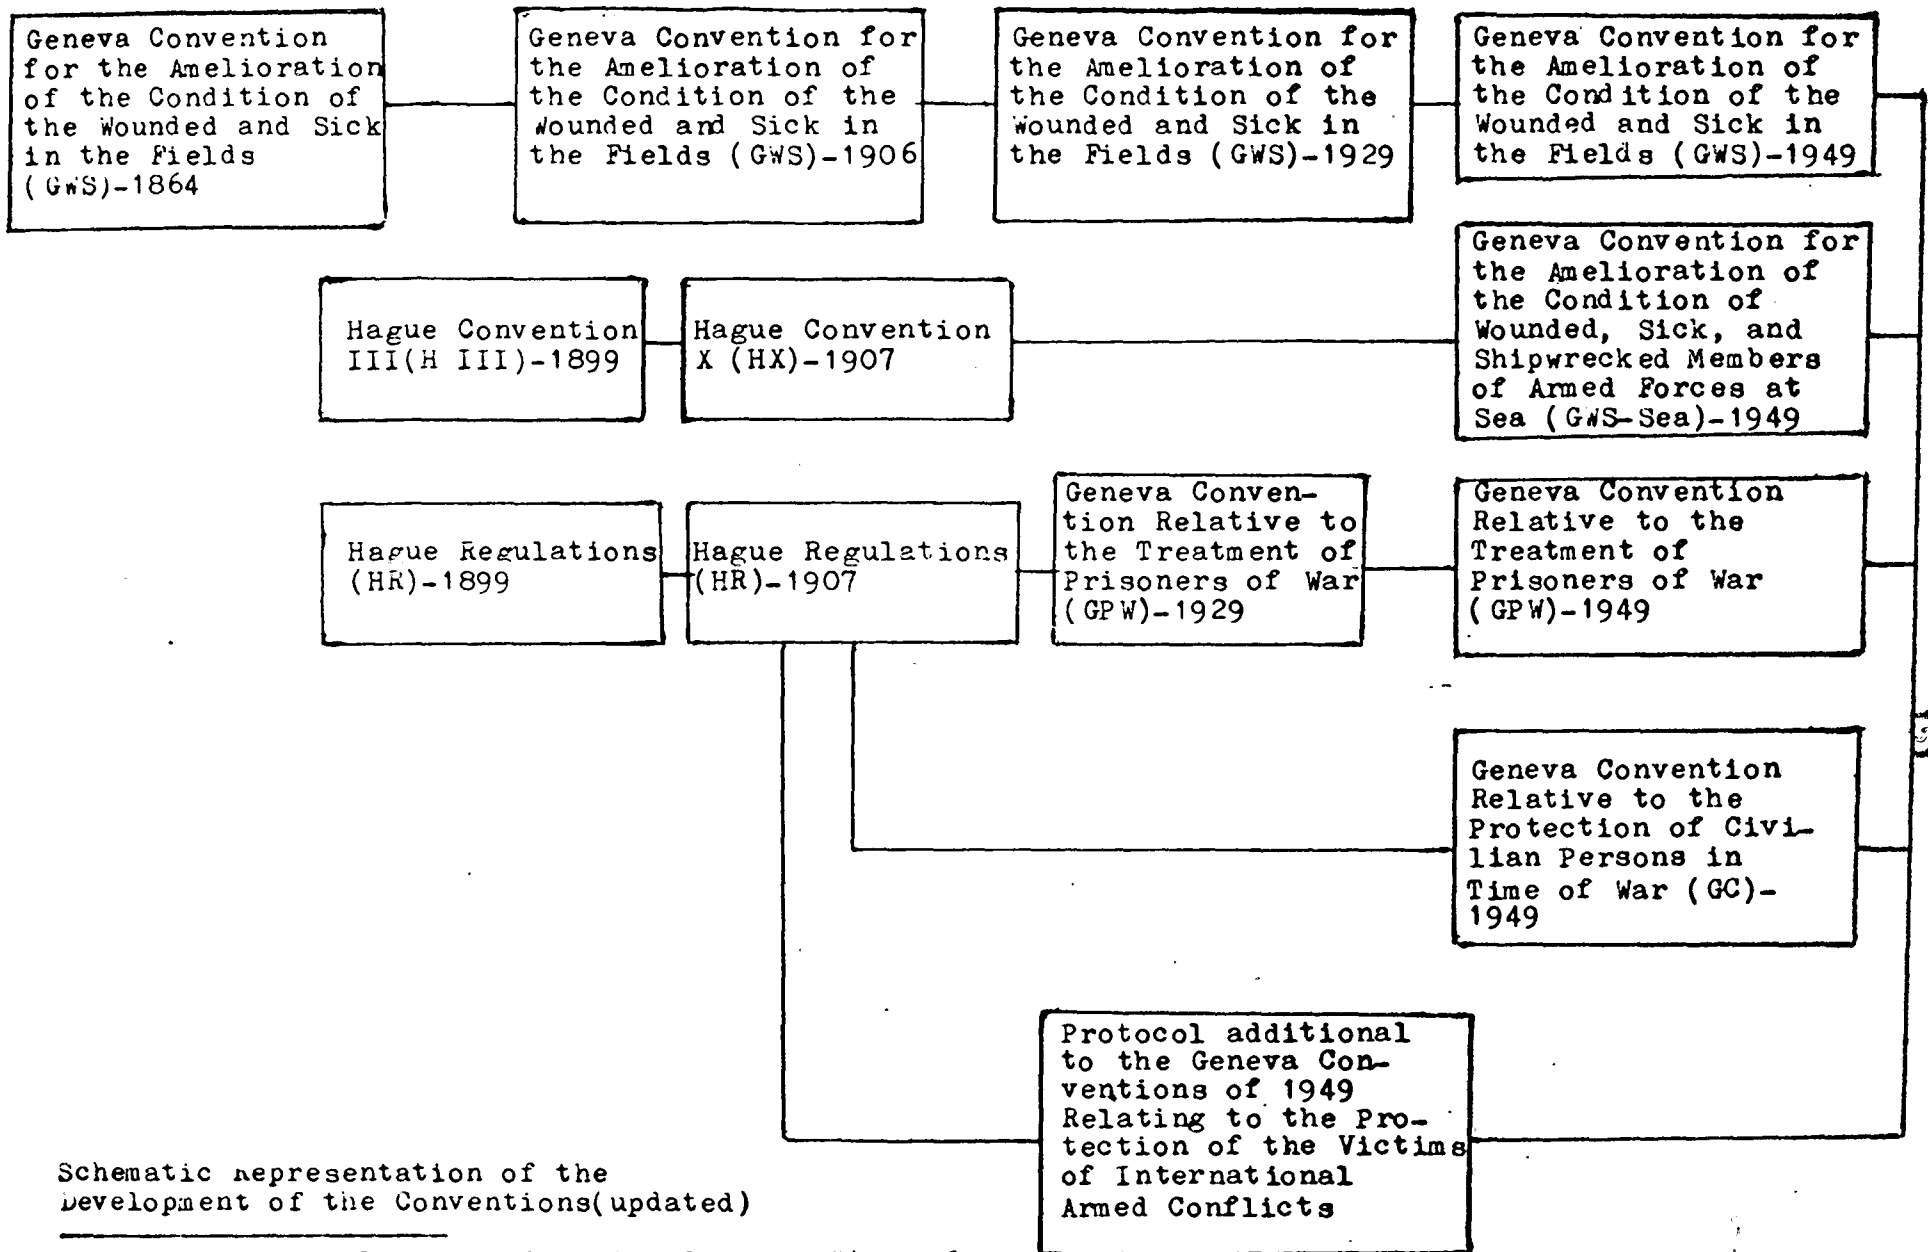 Geneva Convention
for the Amelioration
of the Condition of
the Wounded and Sick
in the Fields
(GWS)-1864
Geneva Convention for
the Amelioration of
the Condition of the
Wounded and Sick in
the Fields (GWS)-1906
Geneva Convention for
the Amelioration of
the Condition of the
Wounded and Sick in
the Fields (GWS)-1929
Geneva Convention for
the Amelioration of
the Condition of the
Wounded and Sick in
the Fields (GWS)-1949
Hague Convention
III(H III)-1899
Hague Convention
X (HX)-1907
Geneva Convention for
the Amelioration of
the Condition of
Wounded, Sick, and
Shipwrecked Members
of Armed Forces at
Sea (GWS-Sea)-1949
Hague Regulations
(HR)-1899
Hague Regulations
(HR)-1907
Geneva Conven-
tion Relative to
the Treatment of
Prisoners of War
(GPW)-1929
Geneva Convention
Relative to the
Treatment of
Prisoners of War
(GPW)-1949
Geneva Convention
Relative to the
Protection of Civi-
lian Persons in
Time of War (GC)-
1949
Protocol additional
to the Geneva Con-
ventions of 1949
Relating to the Pro-
tection of the Victims
of International
Armed Conflicts
Schematic Representation of the
Development of the Conventions(updated)